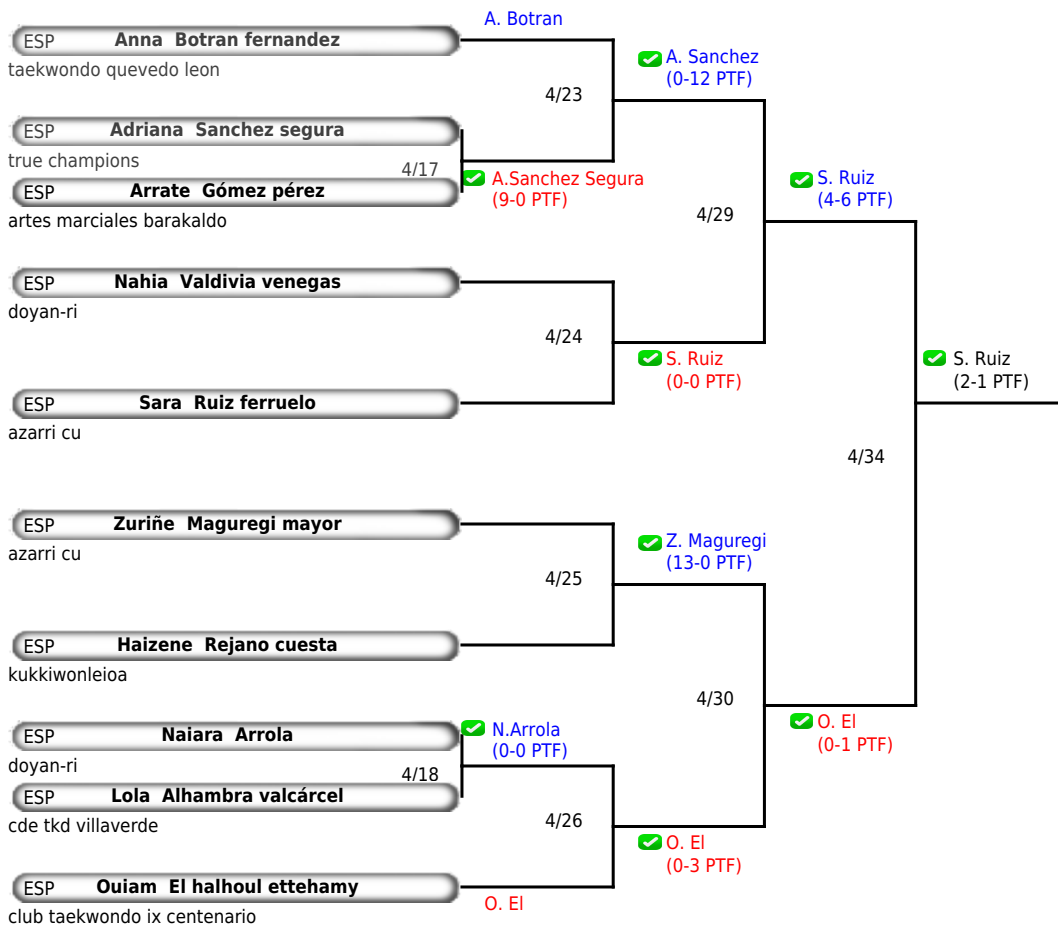 A. Botran
ESP Anna Botran fernandez
taekwondo quevedo leon
A. Sanchez
(0-12 PTF)
4/23
ESP Adriana Sanchez segura
true champions
4/17
A.Sanchez Segura
(9-0 PTF)
ESP Arrate Gómez pérez
artes marciales barakaldo
S. Ruiz
(4-6 PTF)
4/29
ESP Nahia Valdivia venegas
doyan-ri
4/24
S. Ruiz
(0-0 PTF)
S. Ruiz
(2-1 PTF)
ESP Sara Ruiz ferruelo
azarri cu
4/34
ESP Zuriñe Maguregi mayor
azarri cu
Z. Maguregi
(13-0 PTF)
4/25
ESP Haizene Rejano cuesta
kukkiwonleioa
4/30
O. El
(0-1 PTF)
ESP Naiara Arrola
doyan-ri
N.Arrola
(0-0 PTF)
4/18
ESP Lola Alhambra valcárcel
cde tkd villaverde
4/26
O. El
(0-3 PTF)
ESP Ouiam El halhoul ettehamy
club taekwondo ix centenario
O. El